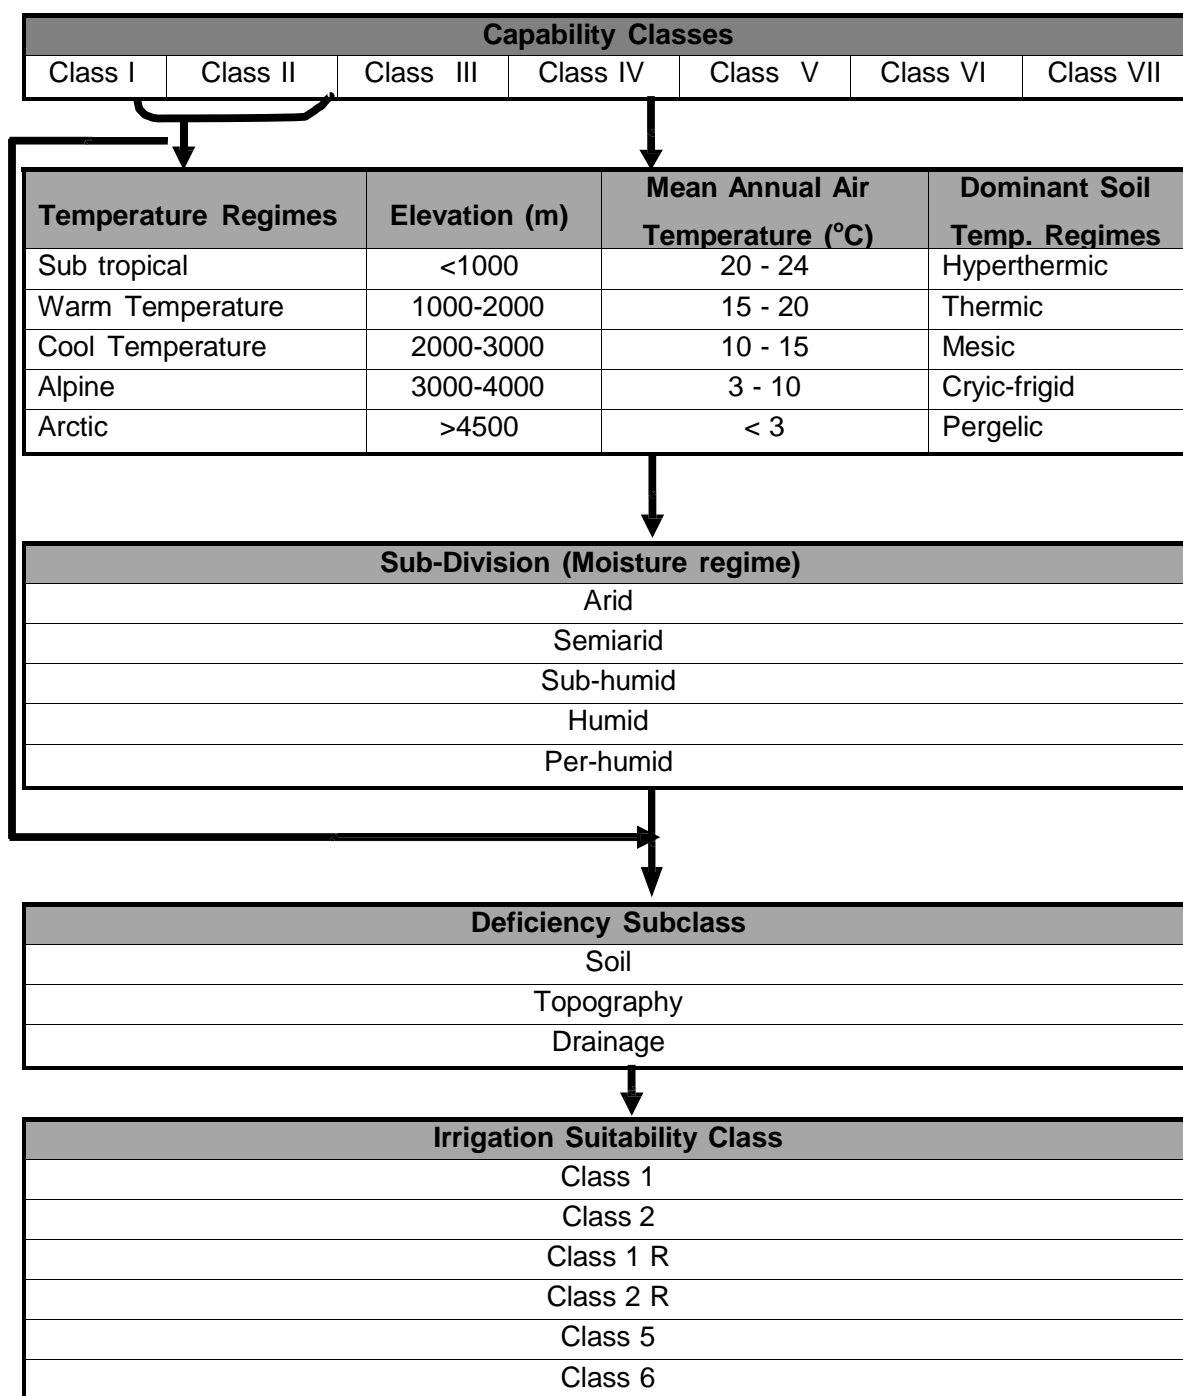 Capability Classes
Class I Class II Class III Class IV Class V Class VI Class VII
Temperature Regimes Elevation (m) Mean Annual Air Temperature (°C) Dominant Soil Temp. Regimes
Sub tropical <1000 20 - 24 Hyperthermic
Warm Temperature 1000-2000 15 - 20 Thermic
Cool Temperature 2000-3000 10 - 15 Mesic
Alpine 3000-4000 3 - 10 Cryic-frigid
Arctic >4500 < 3 Pergelic
Sub-Division (Moisture regime)
Arid
Semiarid
Sub-humid
Humid
Per-humid
Deficiency Subclass
Soil
Topography
Drainage
Irrigation Suitability Class
Class 1
Class 2
Class 1 R
Class 2 R
Class 5
Class 6